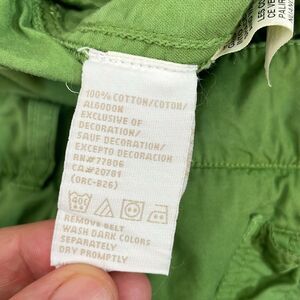 100% COTTON/COTON/
ALGODON
EXCLUSIVE OF
DECORATION/
SAUF DECORATION/
EXCEPTO DECORACION
RN#77806
CA#20781
(ORC-B26)
40
REMOVE BELT
WASH DARK COLORS
SEPARATELY
DRY PROMPTLY